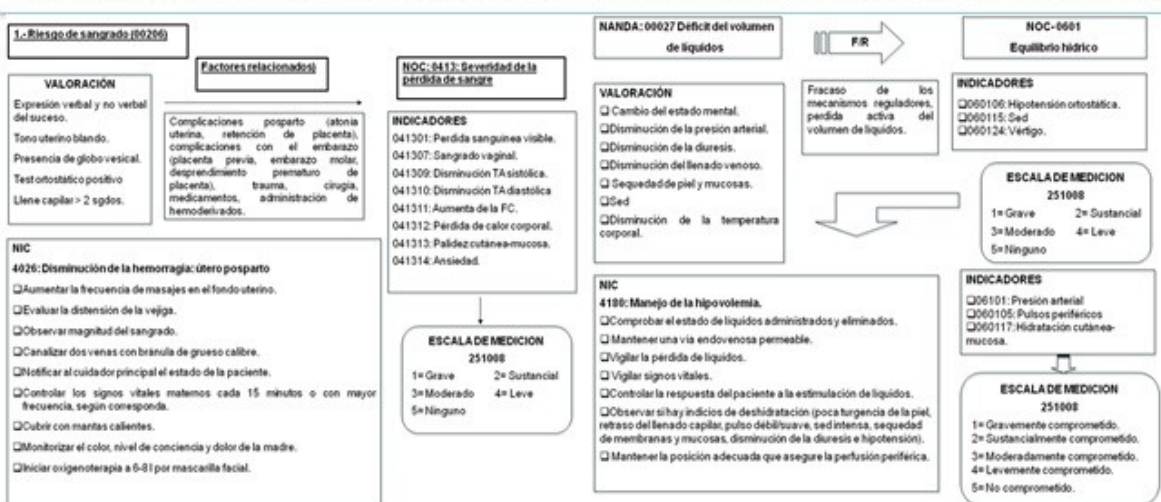 1.- Riesgo de sangrado (00206)
VALORACIÓN
Expresión verbal y no verbal
del suceso.
Tono uterino blando.
Presencia de globo vesical.
Test ortostático positivo
Llene capilar > 2 sgdos.
Factores relacionados)
Complicaciones posparto (atonía
uterina, retención de placenta),
complicaciones con el embarazo
(placenta previa, embarazo molar,
desprendimiento prematuro de
placenta), trauma, cirugía,
medicamentos, administración de
hemoderivados.
NOC: 0413: Severidad de la
pérdida de sangre
INDICADORES
041301: Perdida sanguínea visible.
041307: Sangrado vaginal.
041309: Disminución TA sistólica.
041310: Disminución TA diastólica
041311: Aumenta de la FC.
041312: Pérdida de calor corporal.
041313: Palidez cutánea-mucosa.
041314: Ansiedad.
ESCALA DE MEDICION
251008
1= Grave 2= Sustancial
3= Moderado 4= Leve
5= Ninguno
NIC
4026: Disminución de la hemorragia: útero posparto
❑Aumentar la frecuencia de masajes en el fondo uterino.
❑Evaluar la distensión de la vejiga.
❑Observar magnitud del sangrado.
❑Canalizar dos venas con bránula de grueso calibre.
❑Notificar al cuidador principal el estado de la paciente.
❑Controlar los signos vitales maternos cada 15 minutos o con mayor
frecuencia, según corresponda.
❑Cubrir con mantas calientes.
❑Monitorizar el color, nivel de conciencia y dolor de la madre.
❑Iniciar oxigenoterapia a 6-8 l por mascarilla facial.
NANDA: 00027 Déficit del volumen
de líquidos
F/R
NOC- 0601
Equilibrio hídrico
VALORACIÓN
❑ Cambio del estado mental.
❑Disminución de la presión arterial.
❑Disminución de la diuresis.
❑Disminución del llenado venoso.
❑ Sequedad de piel y mucosas.
❑Sed
❑Disminución de la temperatura
corporal.
Fracaso de los
mecanismos reguladores,
perdida activa del
volumen de líquidos.
INDICADORES
❑060106: Hipotensión ortostática.
❑060115: Sed
❑060124: Vértigo.
ESCALA DE MEDICION
251008
1= Grave 2= Sustancial
3= Moderado 4= Leve
5= Ninguno
NIC
4180: Manejo de la hipovolemia.
❑Comprobar el estado de líquidos administrados y eliminados.
❑ Mantener una vía endovenosa permeable.
❑Vigilar la pérdida de líquidos.
❑ Vigilar signos vitales.
❑Controlar la respuesta del paciente a la estimulación de líquidos.
❑Observar si hay indicios de deshidratación (poca turgencia de la piel,
retraso del llenado capilar, pulso débil/suave, sed intensa, sequedad
de membranas y mucosas, disminución de la diuresis e hipotensión).
❑ Mantener la posición adecuada que asegure la perfusión periférica.
INDICADORES
❑06101: Presión arterial
❑060105: Pulsos periféricos
❑060117: Hidratación cutánea-
mucosa.
ESCALA DE MEDICION
251008
1= Gravemente comprometido.
2= Sustancialmente comprometido.
3= Moderadamente comprometido.
4= Levemente comprometido.
5= No comprometido.